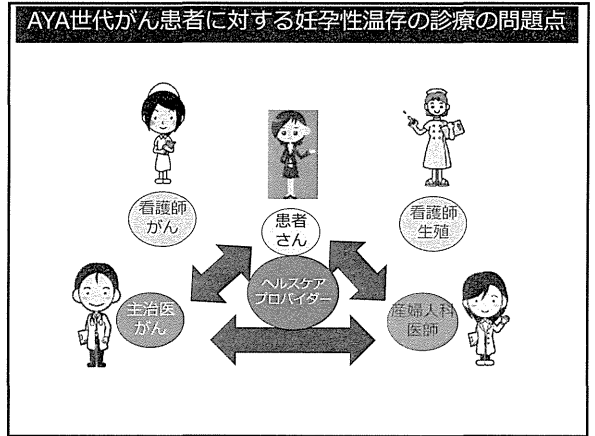 AYA世代がん患者に対する妊孕性温存の診療の問題点
看護師
がん
患者
さん
看護師
生殖
ヘルスケア
プロバイダー
主治医
がん
産婦人科
医師